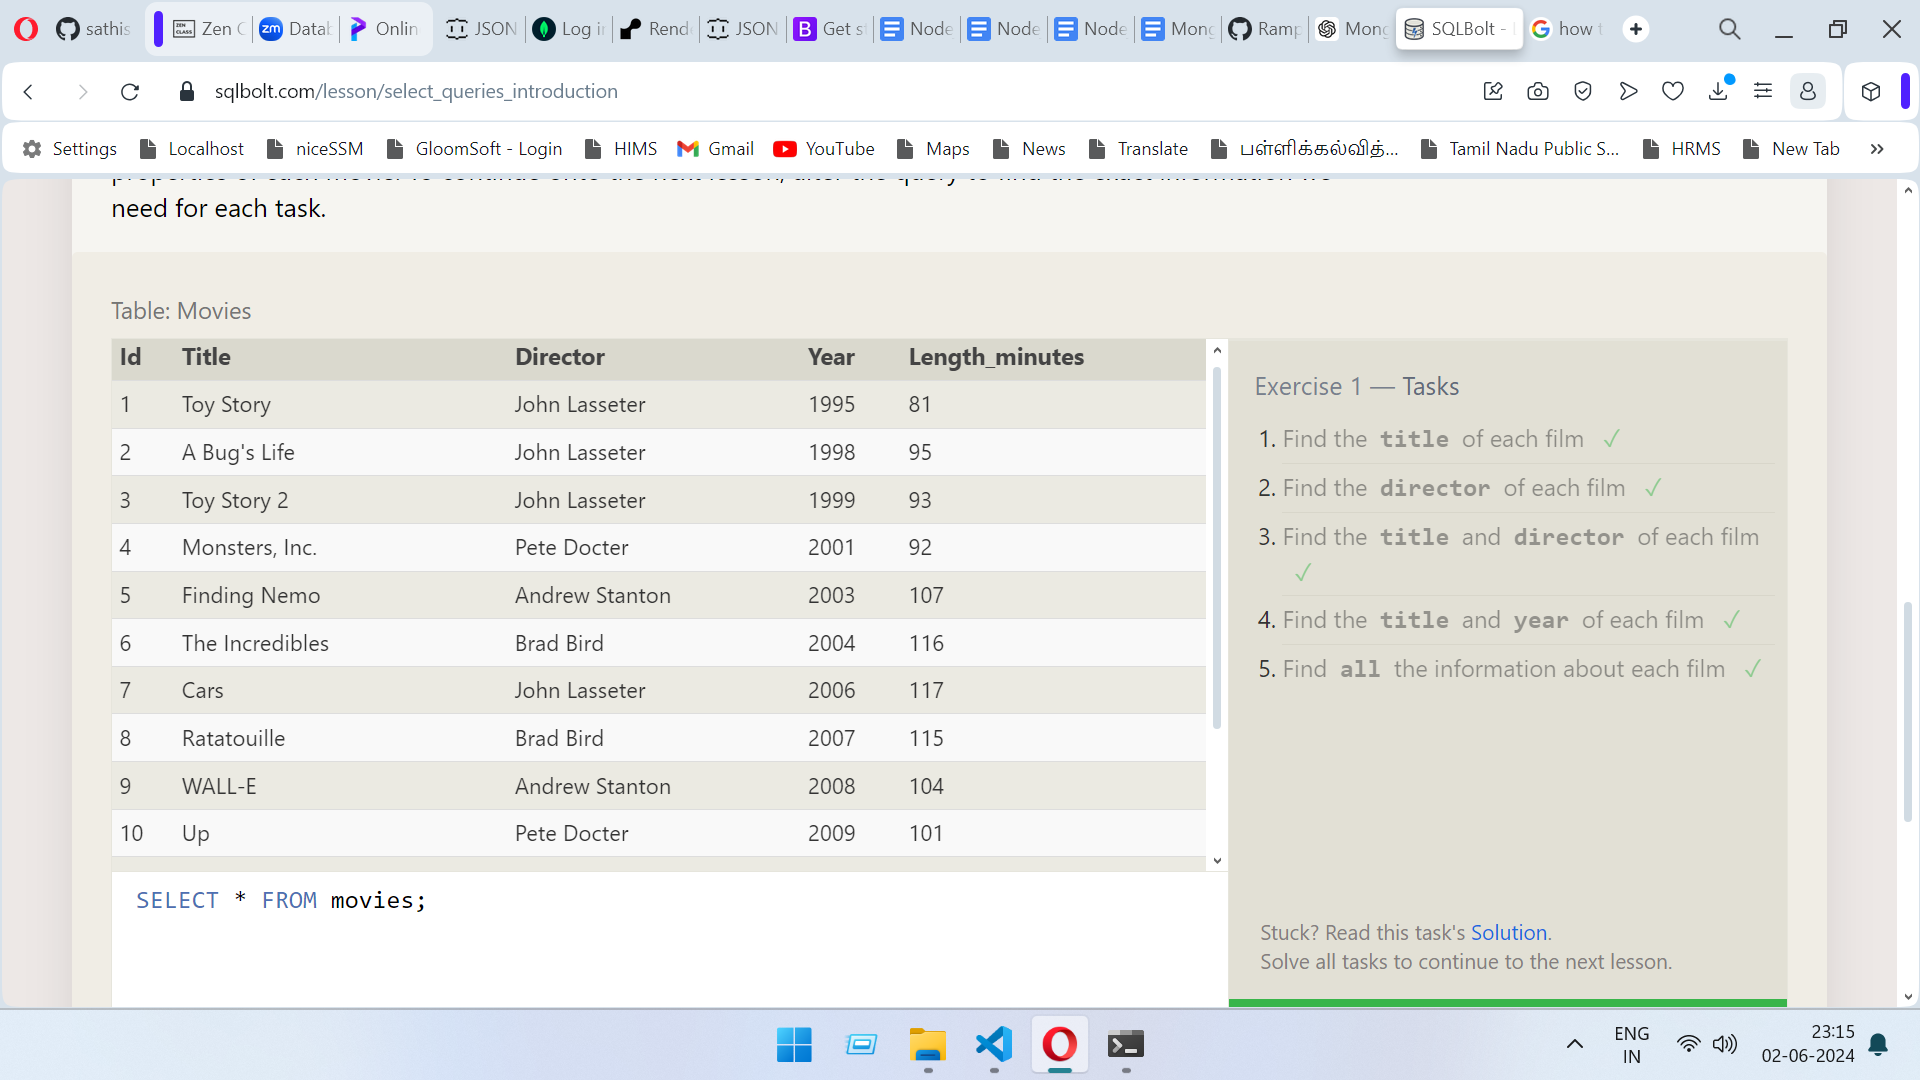 sathis
Zen C
Datab
Onlin
JSON
Log in
Rende
JSON
Get st
Node
Node
Node
Mong
Ramp
Mong
SQLBolt -
how t
sqlbolt.com/lesson/select_queries_introduction
Settings
Localhost
niceSSM
GloomSoft - Login
HIMS
Gmail
YouTube
Maps
News
Translate
பள்ளிக்கல்வித்...
Tamil Nadu Public S...
HRMS
New Tab
need for each task.
Table: Movies
Id Title Director Year Length_minutes
1 Toy Story John Lasseter 1995 81
2 A Bug's Life John Lasseter 1998 95
3 Toy Story 2 John Lasseter 1999 93
4 Monsters, Inc. Pete Docter 2001 92
5 Finding Nemo Andrew Stanton 2003 107
6 The Incredibles Brad Bird 2004 116
7 Cars John Lasseter 2006 117
8 Ratatouille Brad Bird 2007 115
9 WALL-E Andrew Stanton 2008 104
10 Up Pete Docter 2009 101
SELECT * FROM movies;
Exercise 1 — Tasks
1. Find the title of each film ✓
2. Find the director of each film ✓
3. Find the title and director of each film
✓
4. Find the title and year of each film ✓
5. Find all the information about each film ✓
Stuck? Read this task's Solution.
Solve all tasks to continue to the next lesson.
ENG
IN
23:15
02-06-2024